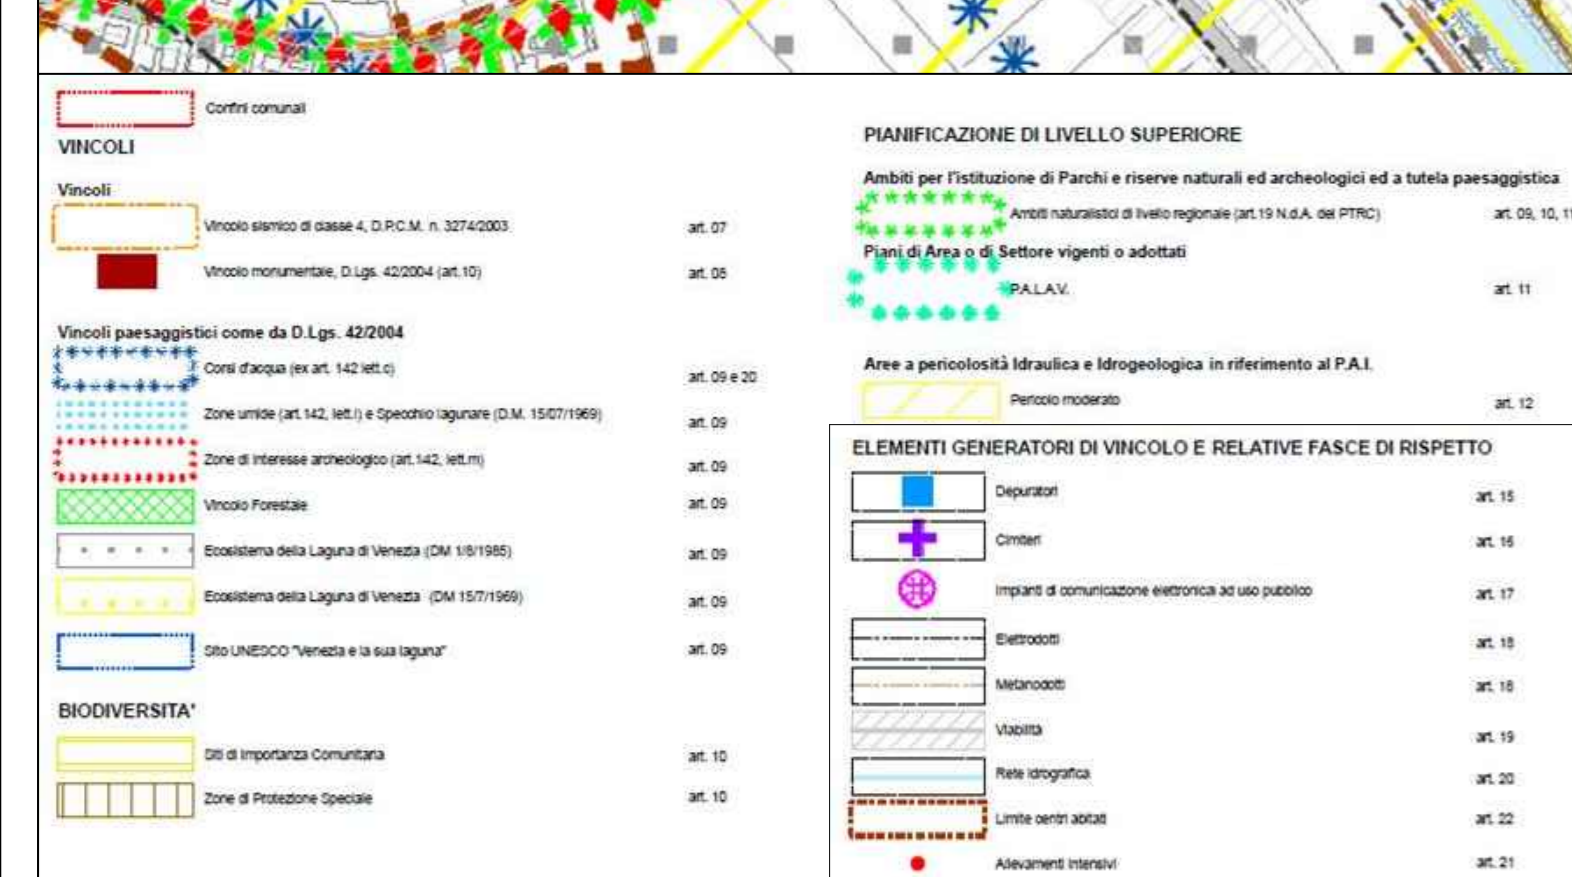 Confini comunali
VINCOLI
Vincoli
Vincolo sismico di classe 4, D.P.C.M. n. 3274/2003 art. 07
Vincolo monumentale, D.Lgs. 42/2004 (art.10) art. 08
Vincoli paesaggistici come da D.Lgs. 42/2004
Corsi d'acqua (ex art. 142 lett.c) art. 09 e 20
Zone umide (art.142, lett.i) e Specchio lagunare (D.M. 15/07/1969) art. 09
Zone di interesse archeologico (art.142, lett.m) art. 09
Vincolo Forestale art. 09
Ecosistema della Laguna di Venezia (DM 1/8/1985) art. 09
Ecosistema della Laguna di Venezia (DM 15/7/1969) art. 09
Sito UNESCO "Venezia e la sua laguna" art. 09
BIODIVERSITA'
Siti di Importanza Comunitaria art. 10
Zone di Protezione Speciale art. 10
PIANIFICAZIONE DI LIVELLO SUPERIORE
Ambiti per l'istituzione di Parchi e riserve naturali ed archeologici ed a tutela paesaggistica
Ambiti naturalistici di livello regionale (art.19 N.d.A. del PTRC) art. 09, 10, 11
Piani di Area o di Settore vigenti o adottati
P.A.L.A.V. art. 11
Aree a pericolosità Idraulica e Idrogeologica in riferimento al P.A.I.
Pericolo moderato art. 12
ELEMENTI GENERATORI DI VINCOLO E RELATIVE FASCE DI RISPETTO
Depuratori art. 15
Cimiteri art. 16
Impianti di comunicazione elettronica ad uso pubblico art. 17
Elettrodotti art. 18
Metanodotti art. 18
Viabilità art. 19
Rete idrografica art. 20
Limite centri abitati art. 22
Allevamenti intensivi art. 21